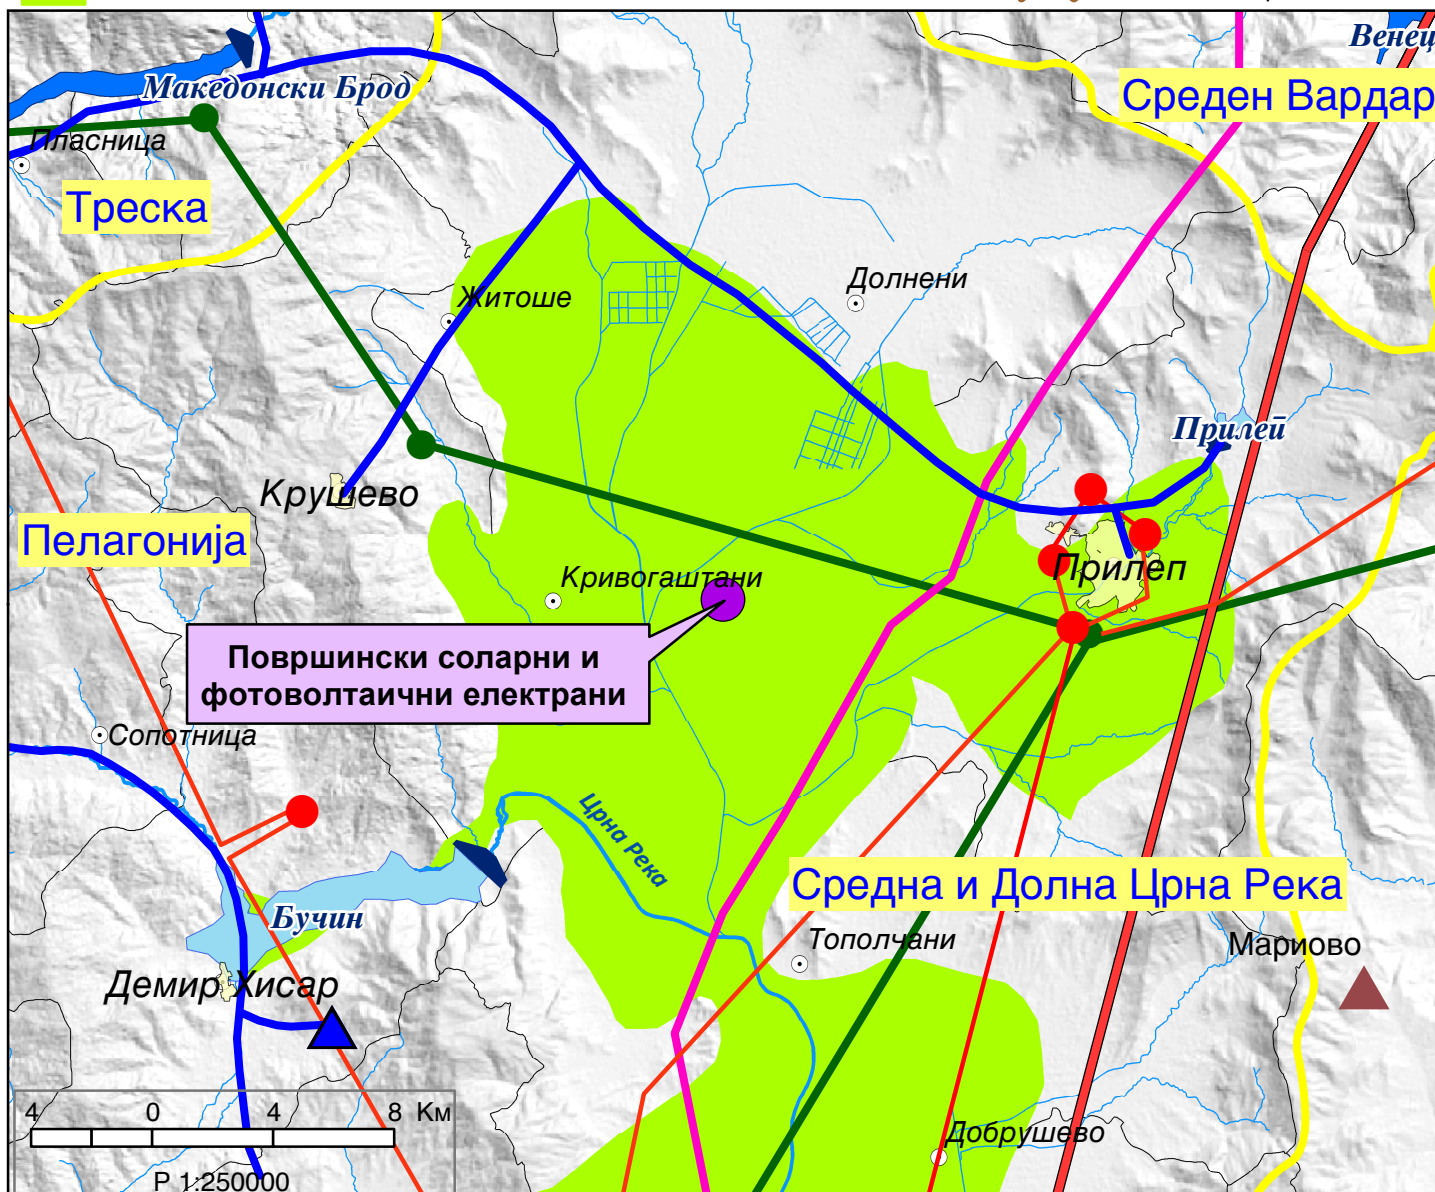 Венец
Македонски Брод
Среден Вардар
Пласница
Треска
Долнени
Житоше
Прилеп
Крушево
Пелагонија
Прилеп
Кривогаштани
Површински соларни и
фотоволтаични електрани
Сопотница
Црна Река
Средна и Долна Црна Река
Бучин
Тополчани
Мариово
Демир Хисар
4 0 4 8 Км
Добрушево
Р 1:250000